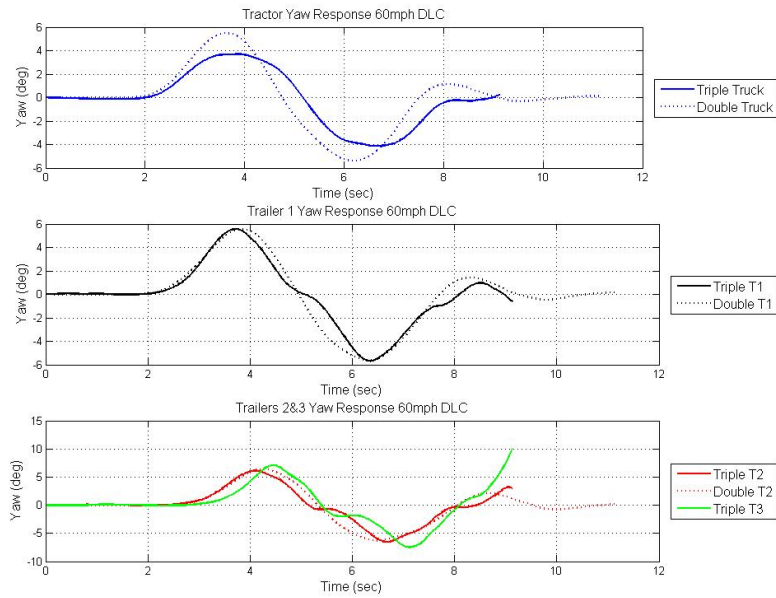 Tractor Yaw Response 60mph DLC
6
4
2
0
-2
-4
-6
Yaw (deg)
0 2 4 6 8 10 12
Time (sec)
Triple Truck
Double Truck
Trailer 1 Yaw Response 60mph DLC
6
4
2
0
-2
-4
-6
Yaw (deg)
0 2 4 6 8 10 12
Time (sec)
Triple T1
Double T1
Trailers 2&3 Yaw Response 60mph DLC
15
10
5
0
-5
-10
Yaw (deg)
0 2 4 6 8 10 12
Time (sec)
Triple T2
Double T2
Triple T3